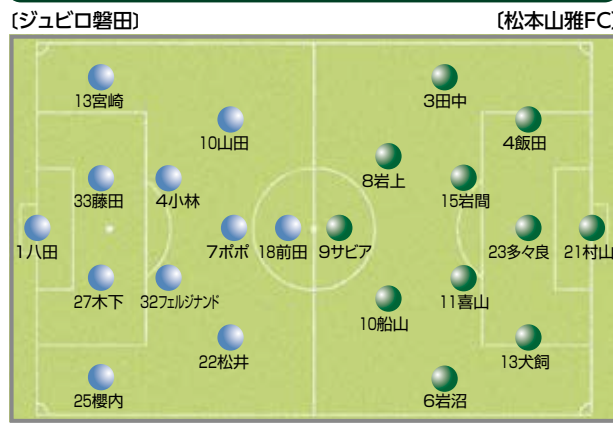 〔ジュビロ磐田〕
〔松本山雅FC〕
13宮崎
3田中
10山田
4飯田
8岩上
33藤田
4小林
15岩間
1八田
7ポポ
18前田
9サビア
23多々良
21村山
27木下
32フェルジナンド
11喜山
10船山
22松井
13犬飼
25櫻内
6岩沼